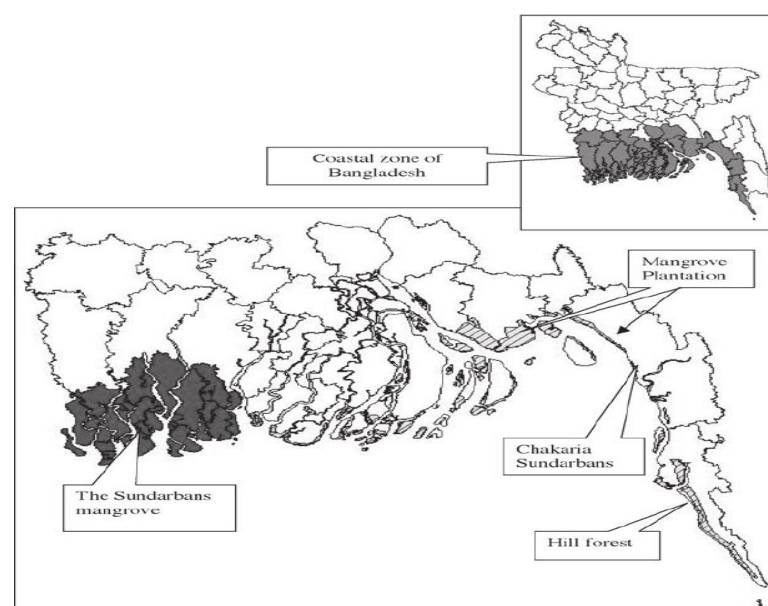 Coastal zone of
Bangladesh
Mangrove
Plantation
Chakaria
Sundarbans
The Sundarbans
mangrove
Hill forest
1